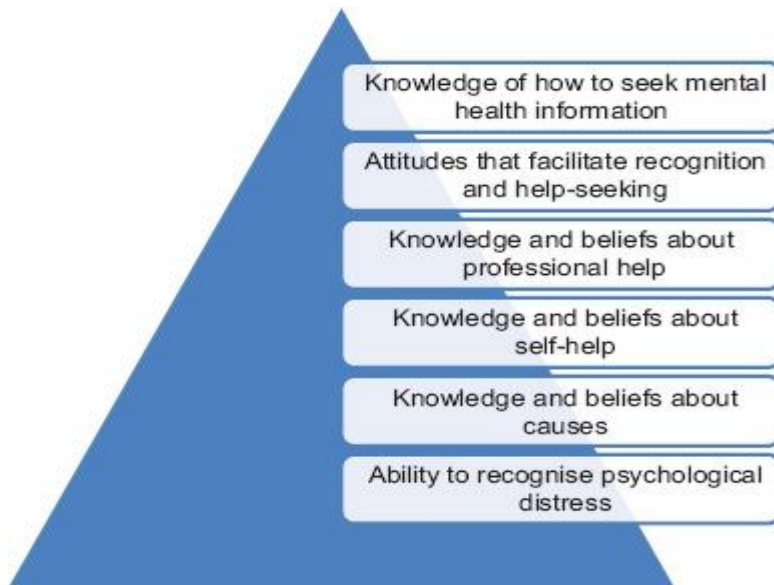 Knowledge of how to seek mental
health information
Attitudes that facilitate recognition
and help-seeking
Knowledge and beliefs about
professional help
Knowledge and beliefs about
self-help
Knowledge and beliefs about
causes
Ability to recognise psychological
distress